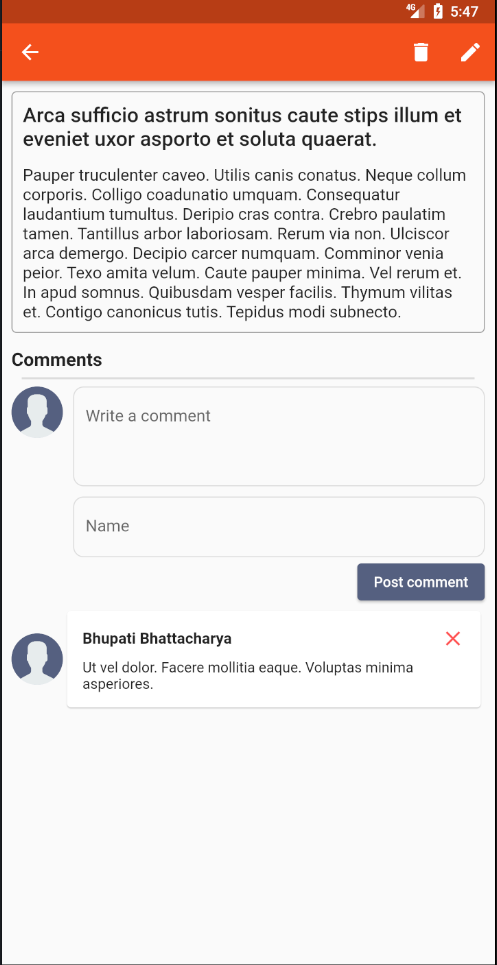 4G 5:47
Arca sufficio astrum sonitus caute stips illum et
eveniet uxor asporto et soluta quaerat.
Pauper truculenter caveo. Utilis canis conatus. Neque collum
corporis. Colligo coadunatio umquam. Consequatur
laudantium tumultus. Deripio cras contra. Crebro paulatim
tamen. Tantillus arbor laboriosam. Rerum via non. Ulciscor
arca demergo. Decipio carcer numquam. Comminor venia
peior. Texo amita velum. Caute pauper minima. Vel rerum et.
In apud somnus. Quibusdam vesper facilis. Thymum vilitas
et. Contigo canonicus tutis. Tepidus modi subnecto.
Comments
Write a comment
Name
Post comment
Bhupati Bhattacharya
Ut vel dolor. Facere mollitia eaque. Voluptas minima
asperiores.